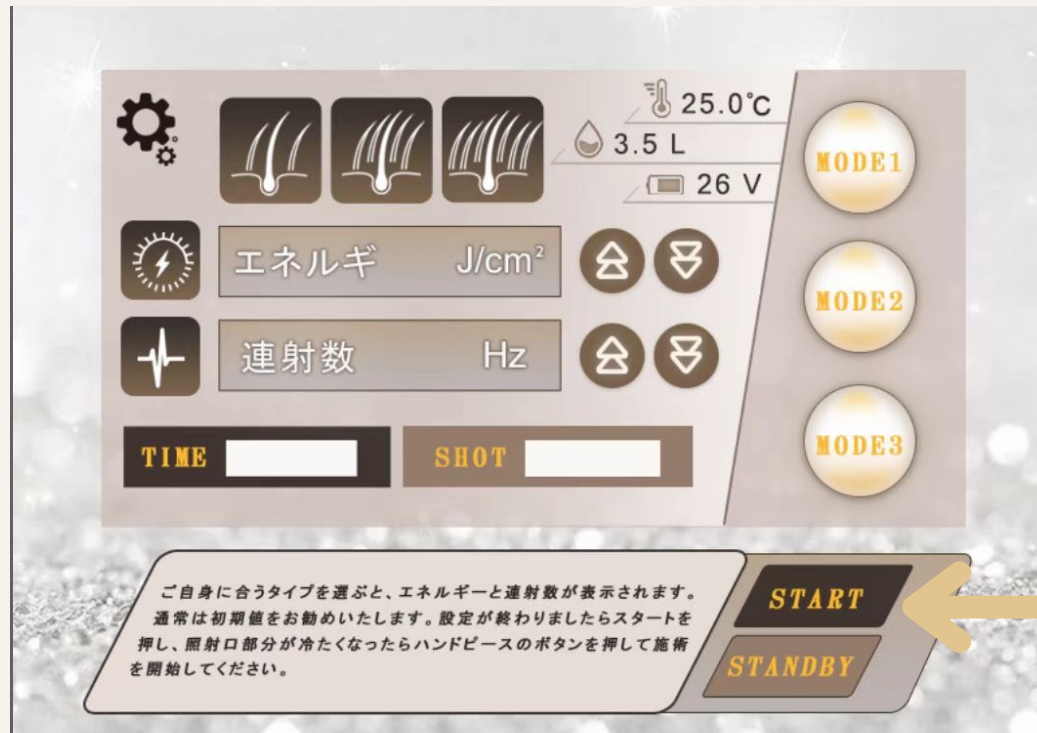 25.0℃
3.5 L
26 V
MODE1
エネルギ J/cm²
MODE2
連射数 Hz
MODE3
TIME SHOT
ご自身に合うタイプを選ぶと、エネルギーと連射数が表示されます。
通常は初期値をお勧めいたします。設定が終わりましたらスタートを
押し、照射口部分が冷たくなったらハンドピースのボタンを押して施術
を開始してください。
START
STANDBY